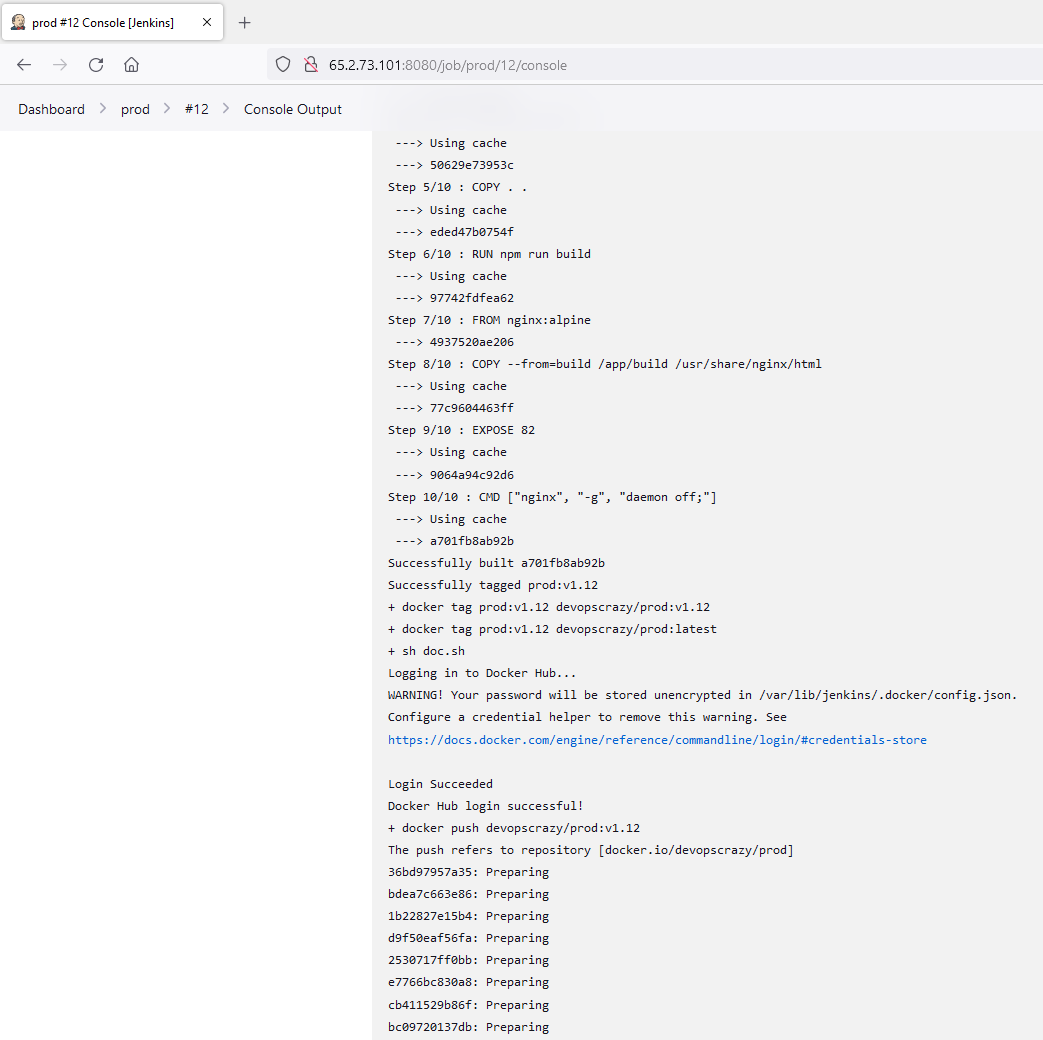 prod #12 Console [Jenkins]
65.2.73.101:8080/job/prod/12/console
Dashboard > prod > #12 > Console Output
---> Using cache
---> 50629e73953c
Step 5/10 : COPY . .
---> Using cache
---> eded47b0754f
Step 6/10 : RUN npm run build
---> Using cache
---> 97742fdfea62
Step 7/10 : FROM nginx:alpine
---> 4937520ae206
Step 8/10 : COPY --from=build /app/build /usr/share/nginx/html
---> Using cache
---> 77c9604463ff
Step 9/10 : EXPOSE 82
---> Using cache
---> 9064a94c92d6
Step 10/10 : CMD ["nginx", "-g", "daemon off;"]
---> Using cache
---> a701fb8ab92b
Successfully built a701fb8ab92b
Successfully tagged prod:v1.12
+ docker tag prod:v1.12 devopscrazy/prod:v1.12
+ docker tag prod:v1.12 devopscrazy/prod:latest
+ sh doc.sh
Logging in to Docker Hub...
WARNING! Your password will be stored unencrypted in /var/lib/jenkins/.docker/config.json.
Configure a credential helper to remove this warning. See
https://docs.docker.com/engine/reference/commandline/login/#credentials-store
Login Succeeded
Docker Hub login successful!
+ docker push devopscrazy/prod:v1.12
The push refers to repository [docker.io/devopscrazy/prod]
36bd97957a35: Preparing
bdea7c663e86: Preparing
1b22827e15b4: Preparing
d9f50eaf56fa: Preparing
2530717ff0bb: Preparing
e7766bc830a8: Preparing
cb411529b86f: Preparing
bc09720137db: Preparing